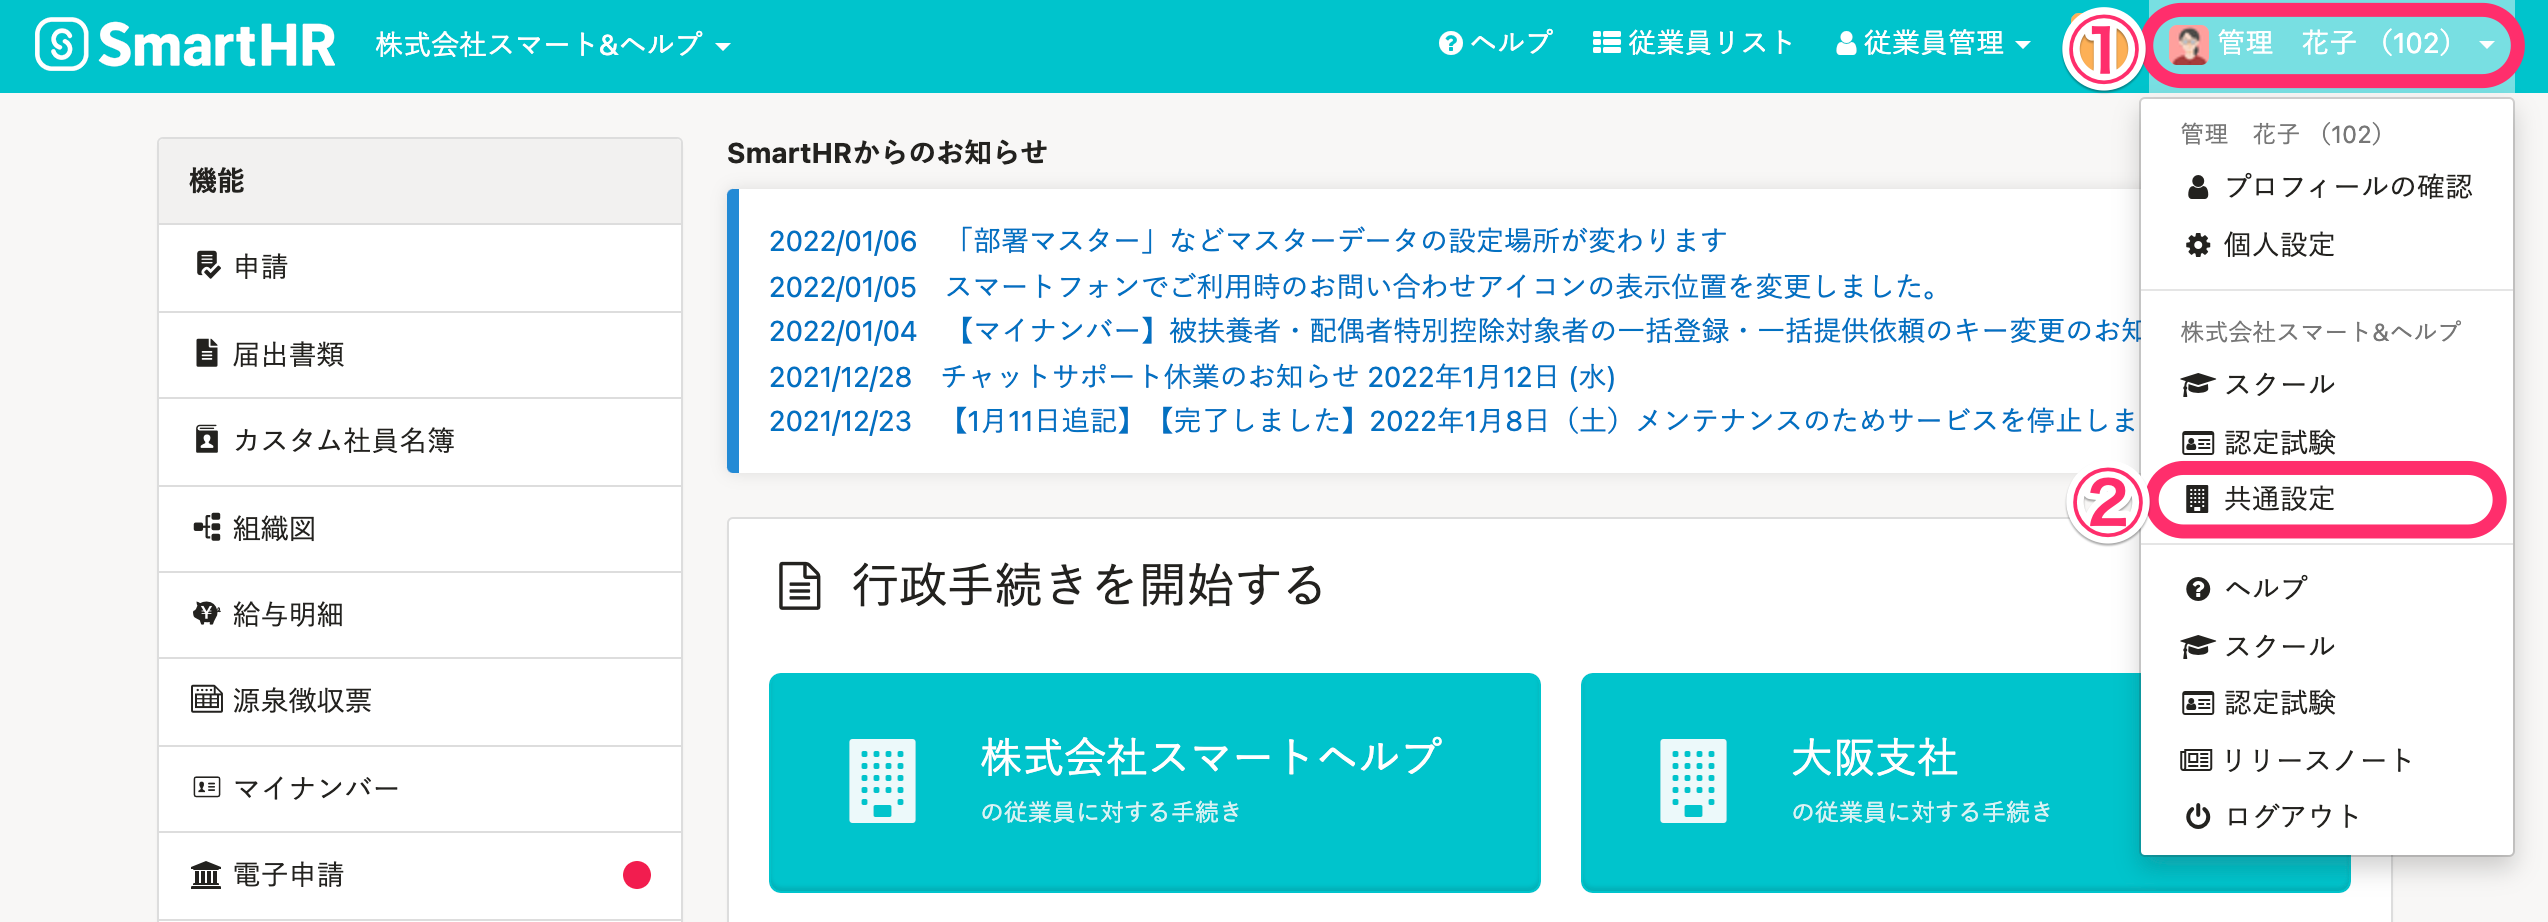 SmartHR 株式会社スマート&ヘルプ ヘルプ 従業員リスト 従業員管理 ① 管理 花子 (102)
機能
申請
届出書類
カスタム社員名簿
組織図
給与明細
源泉徴収票
マイナンバー
電子申請
SmartHRからのお知らせ
2022/01/06 「部署マスター」などマスターデータの設定場所が変わります
2022/01/05 スマートフォンでご利用時のお問い合わせアイコンの表示位置を変更しました。
2022/01/04 【マイナンバー】被扶養者・配偶者特別控除対象者の一括登録・一括提供依頼のキー変更のお知
2021/12/28 チャットサポート休業のお知らせ 2022年1月12日 (水)
2021/12/23 【1月11日追記】【完了しました】2022年1月8日（土）メンテナンスのためサービスを停止しま
行政手続きを開始する
株式会社スマートヘルプ
の従業員に対する手続き
大阪支社
の従業員に対する手続き
管理 花子 (102)
プロフィールの確認
個人設定
株式会社スマート&ヘルプ
スクール
認定試験
② 共通設定
ヘルプ
スクール
認定試験
リリースノート
ログアウト